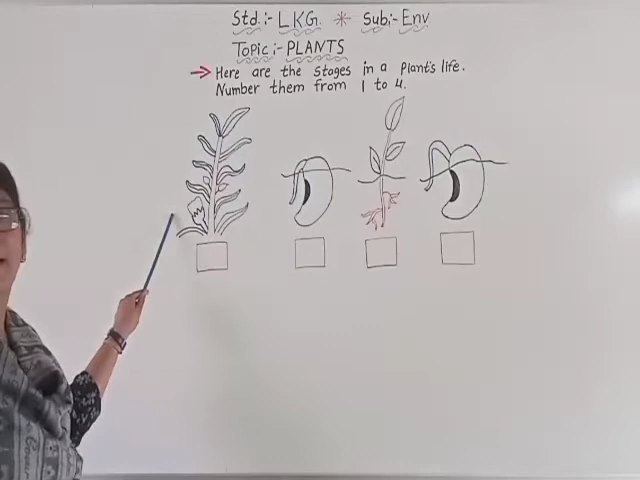 Std:- LKG. * Sub:- Env
Topic:- PLANTS
→ Here are the stages in a plant's life.
Number them from 1 to 4.